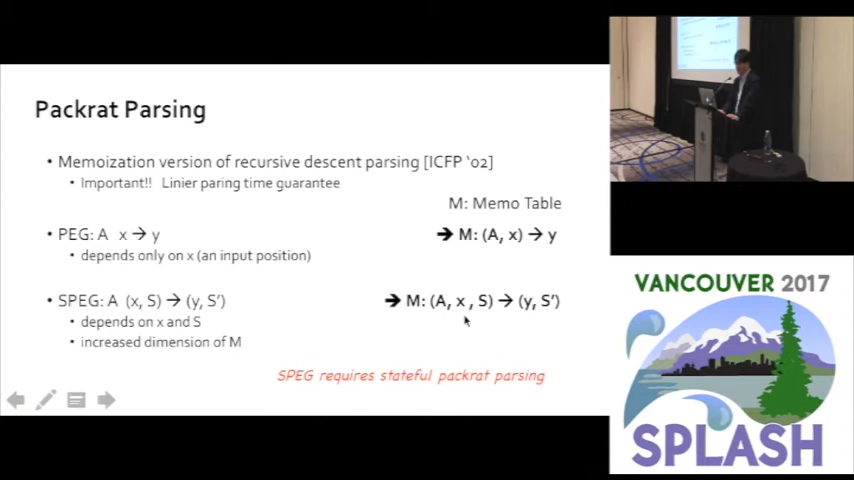 Packrat Parsing
• Memoization version of recursive descent parsing [ICFP ‘02]
• Important!! Linier paring time guarantee
M: Memo Table
• PEG: A x → y
➔ M: (A, x) → y
• depends only on x (an input position)
• SPEG: A (x, S) → (y, S’)
➔ M: (A, x , S) → (y, S’)
• depends on x and S
• increased dimension of M
SPEG requires stateful packrat parsing
VANCOUVER 2017
SPLASH